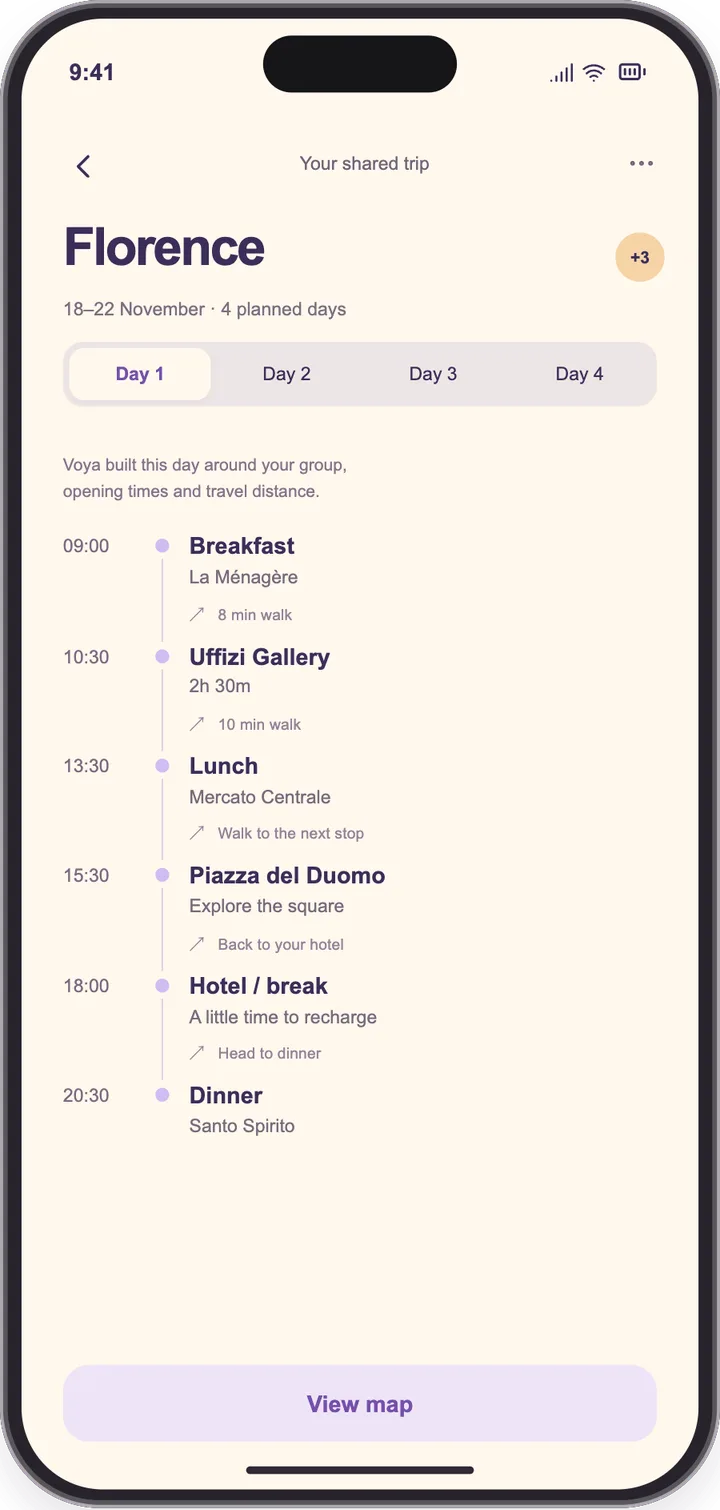 9:41
Your shared trip
Florence
+3
18–22 November · 4 planned days
Day 1 Day 2 Day 3 Day 4
Voya built this day around your group,
opening times and travel distance.
09:00 Breakfast
La Ménagère
8 min walk
10:30 Uffizi Gallery
2h 30m
10 min walk
13:30 Lunch
Mercato Centrale
Walk to the next stop
15:30 Piazza del Duomo
Explore the square
Back to your hotel
18:00 Hotel / break
A little time to recharge
Head to dinner
20:30 Dinner
Santo Spirito
View map